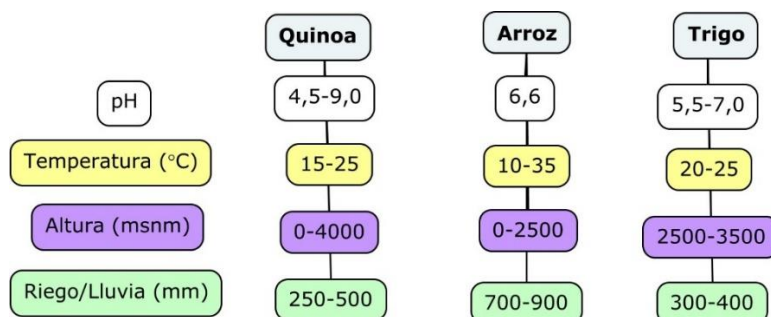 Quinoa Arroz Trigo
pH 4,5-9,0 6,6 5,5-7,0
Temperatura (°C) 15-25 10-35 20-25
Altura (msnm) 0-4000 0-2500 2500-3500
Riego/Lluvia (mm) 250-500 700-900 300-400